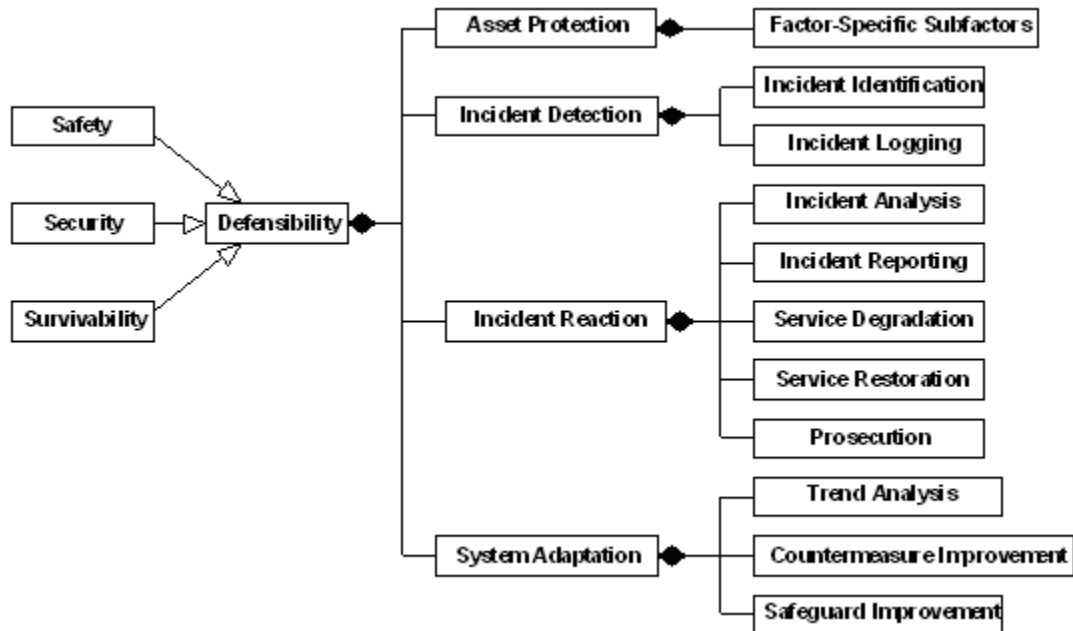 Safety
Security
Survivability
Defensibility
Asset Protection
Incident Detection
Incident Reaction
System Adaptation
Factor-Specific Subfactors
Incident Identification
Incident Logging
Incident Analysis
Incident Reporting
Service Degradation
Service Restoration
Prosecution
Trend Analysis
Countermeasure Improvement
Safeguard Improvement